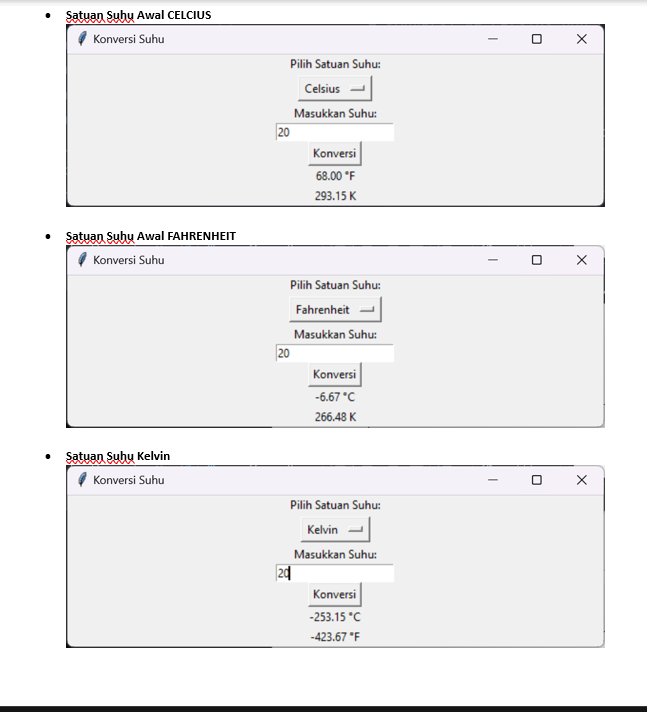 • Satuan Suhu Awal CELCIUS
Konversi Suhu
Pilih Satuan Suhu:
Celsius
Masukkan Suhu:
20
Konversi
68.00 °F
293.15 K
• Satuan Suhu Awal FAHRENHEIT
Konversi Suhu
Pilih Satuan Suhu:
Fahrenheit
Masukkan Suhu:
20
Konversi
-6.67 °C
266.48 K
• Satuan Suhu Kelvin
Konversi Suhu
Pilih Satuan Suhu:
Kelvin
Masukkan Suhu:
20
Konversi
-253.15 °C
-423.67 °F